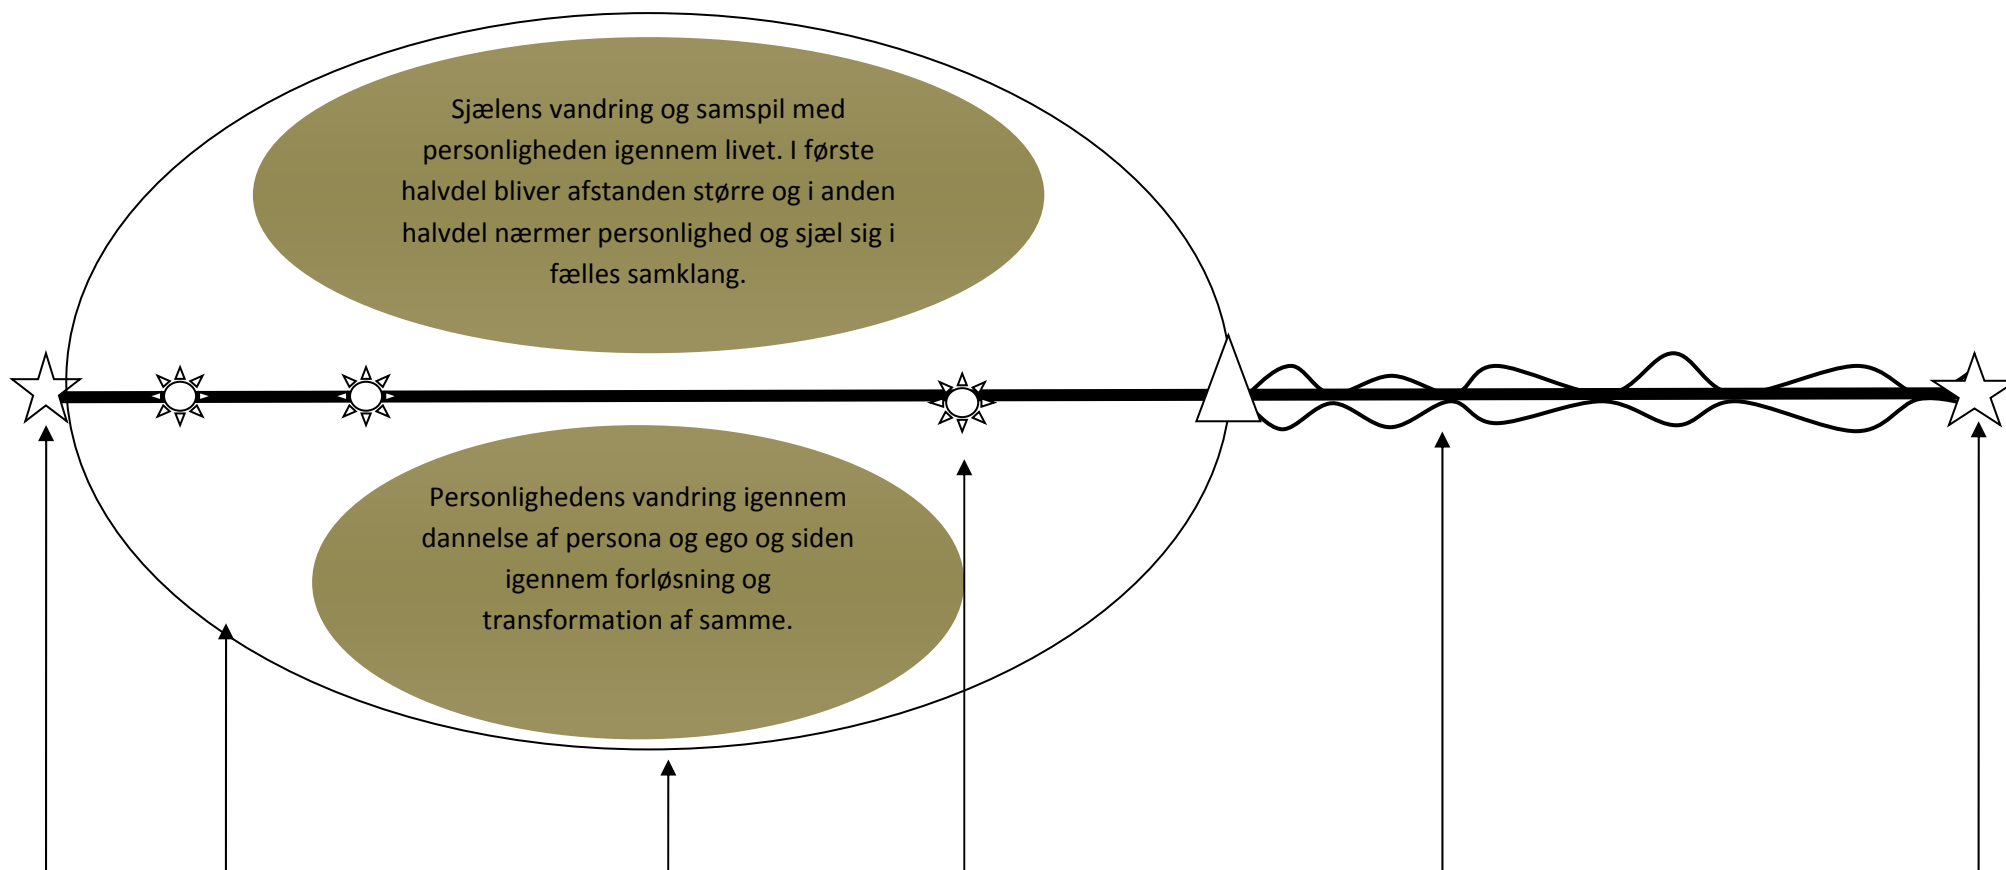 Sjælens vandring og samspil med
personligheden igennem livet. I første
halvdel bliver afstanden større og i anden
halvdel nærmer personlighed og sjæl sig i
fælles samklang.
Personlighedens vandring igennem
dannelse af persona og ego og siden
igennem forløsning og
transformation af samme.